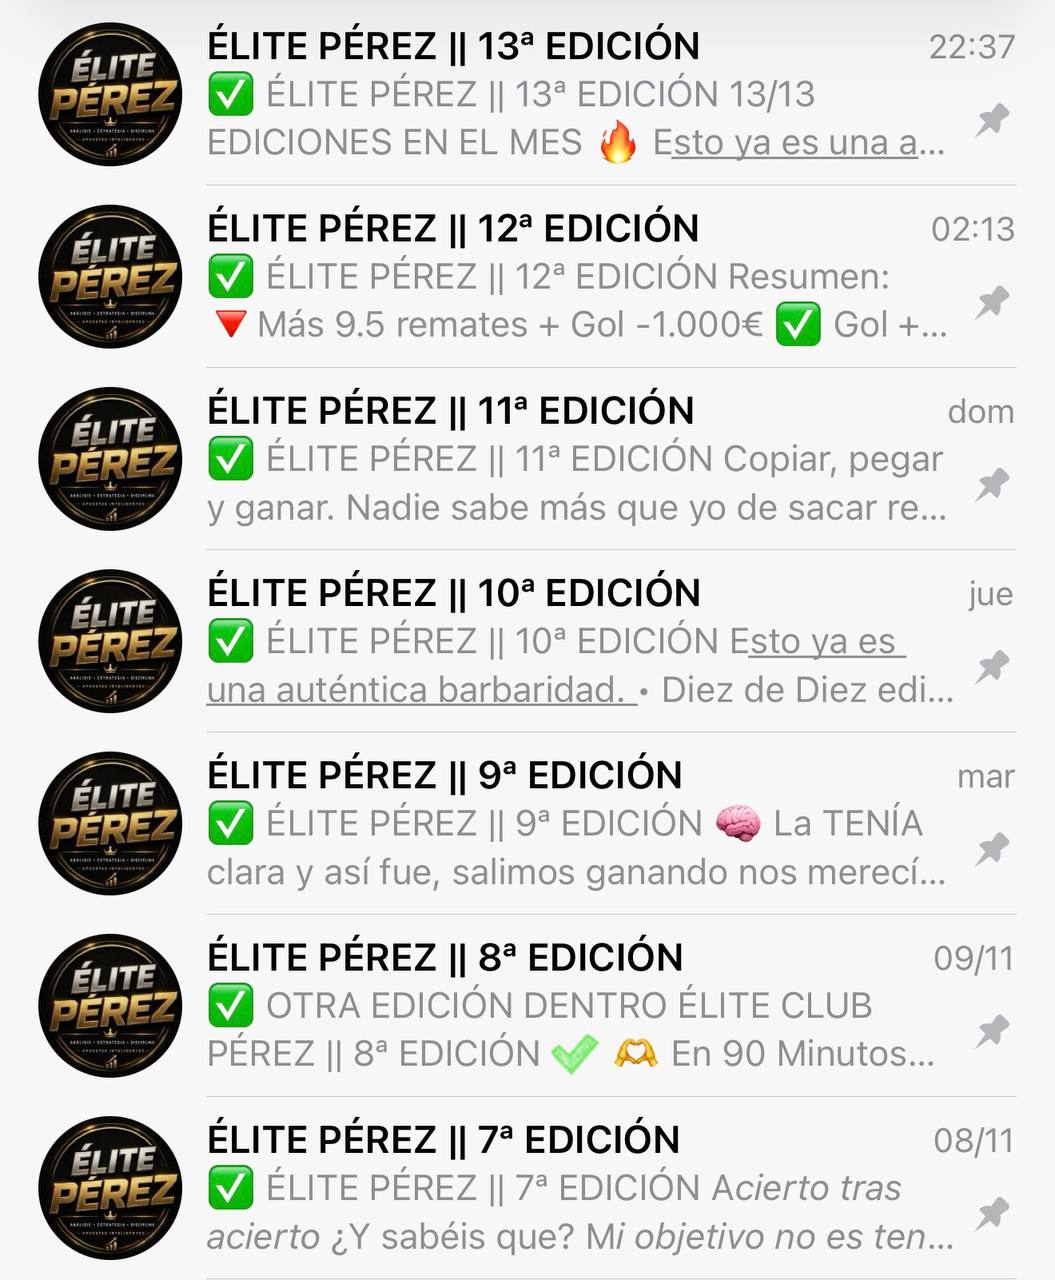 ÉLITE PÉREZ || 13ª EDICIÓN 22:37
✅ ÉLITE PÉREZ || 13ª EDICIÓN 13/13
EDICIONES EN EL MES 🔥 Esto ya es una a...
ÉLITE PÉREZ || 12ª EDICIÓN 02:13
✅ ÉLITE PÉREZ || 12ª EDICIÓN Resumen:
🔻 Más 9.5 remates + Gol -1.000€ ✅ Gol +...
ÉLITE PÉREZ || 11ª EDICIÓN dom
✅ ÉLITE PÉREZ || 11ª EDICIÓN Copiar, pegar
y ganar. Nadie sabe más que yo de sacar re...
ÉLITE PÉREZ || 10ª EDICIÓN jue
✅ ÉLITE PÉREZ || 10ª EDICIÓN Esto ya es
una auténtica barbaridad. • Diez de Diez edi...
ÉLITE PÉREZ || 9ª EDICIÓN mar
✅ ÉLITE PÉREZ || 9ª EDICIÓN 🧠 La TENÍA
clara y así fue, salimos ganando nos merecí...
ÉLITE PÉREZ || 8ª EDICIÓN 09/11
✅ OTRA EDICIÓN DENTRO ÉLITE CLUB
PÉREZ || 8ª EDICIÓN ✅ 🫶 En 90 Minutos...
ÉLITE PÉREZ || 7ª EDICIÓN 08/11
✅ ÉLITE PÉREZ || 7ª EDICIÓN Acierto tras
acierto ¿Y sabéis que? Mi objetivo no es ten...
ÉLITE
PÉREZ
ANÁLISIS • ESTRATEGIA • DISCIPLINA
APUESTAS INTELIGENTES